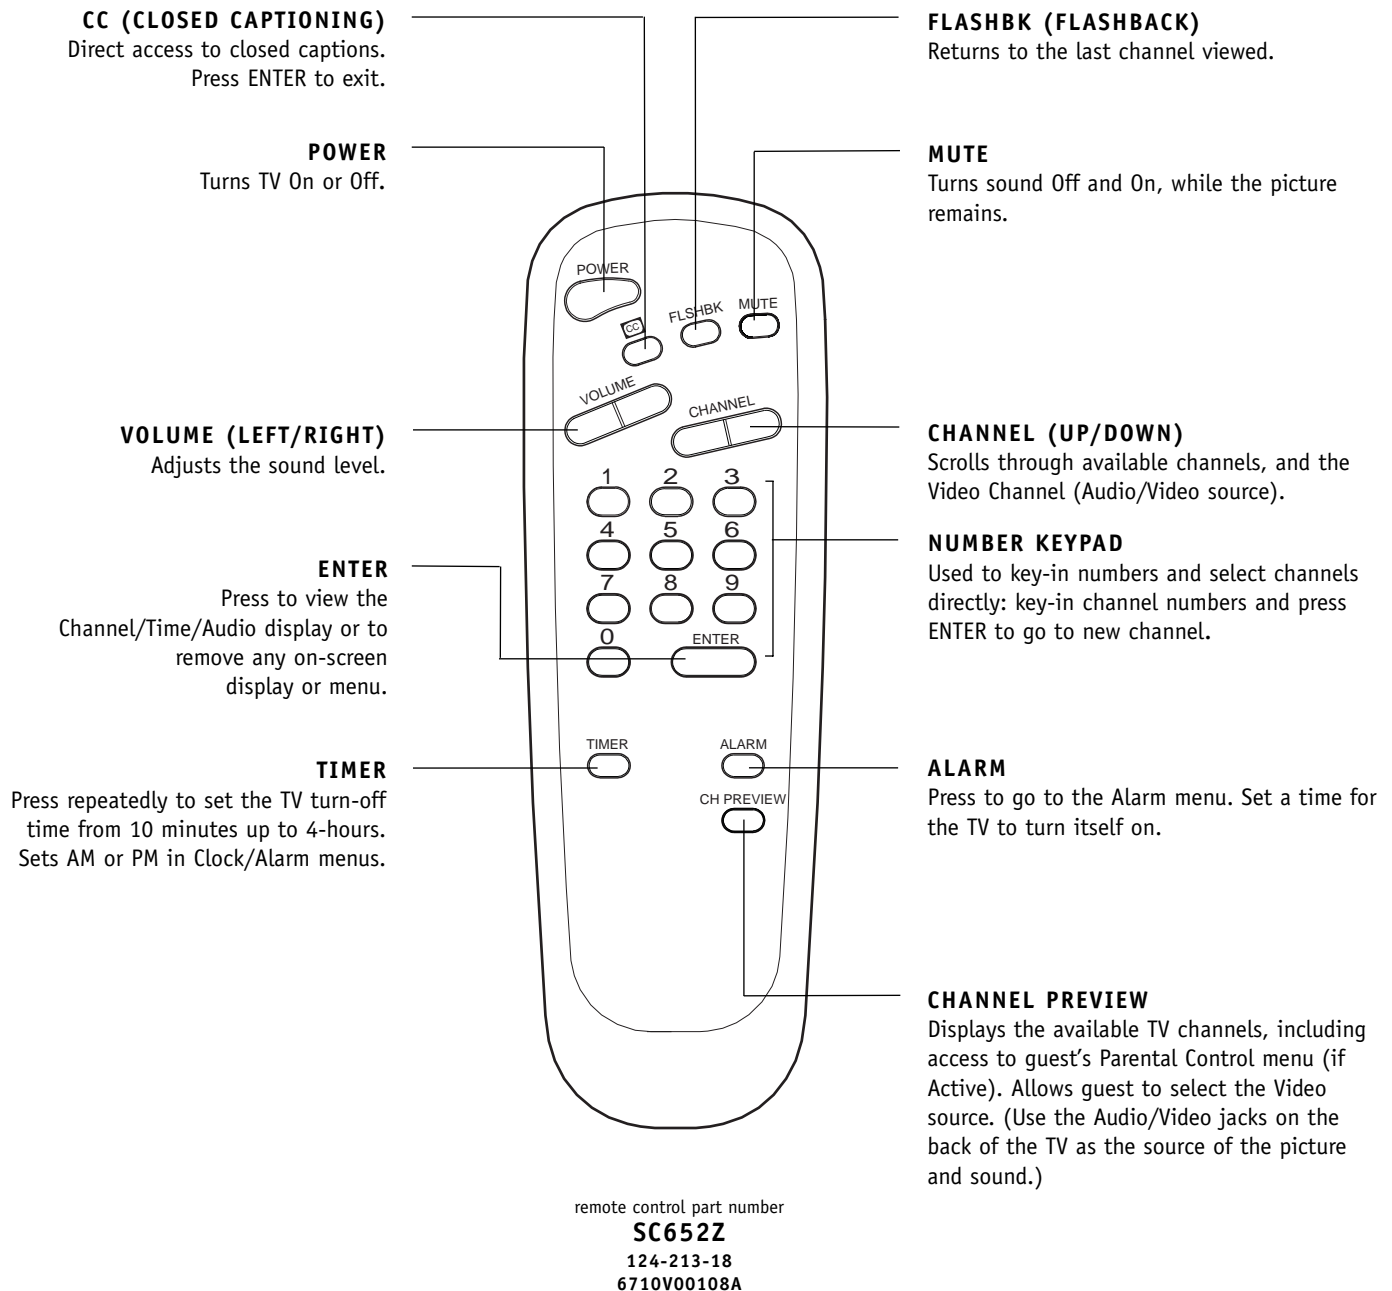 CC (CLOSED CAPTIONING)
Direct access to closed captions.
Press ENTER to exit.
POWER
Turns TV On or Off.
VOLUME (LEFT/RIGHT)
Adjusts the sound level.
ENTER
Press to view the
Channel/Time/Audio display or to
remove any on-screen
display or menu.
TIMER
Press repeatedly to set the TV turn-off
time from 10 minutes up to 4-hours.
Sets AM or PM in Clock/Alarm menus.
POWER
CC
FLSHBK
MUTE
VOLUME
CHANNEL
1 2 3
4 5 6
7 8 9
0 ENTER
TIMER ALARM
CH PREVIEW
FLASHBK (FLASHBACK)
Returns to the last channel viewed.
MUTE
Turns sound Off and On, while the picture
remains.
CHANNEL (UP/DOWN)
Scrolls through available channels, and the
Video Channel (Audio/Video source).
NUMBER KEYPAD
Used to key-in numbers and select channels
directly: key-in channel numbers and press
ENTER to go to new channel.
ALARM
Press to go to the Alarm menu. Set a time for
the TV to turn itself on.
CHANNEL PREVIEW
Displays the available TV channels, including
access to guest's Parental Control menu (if
Active). Allows guest to select the Video
source. (Use the Audio/Video jacks on the
back of the TV as the source of the picture
and sound.)
remote control part number
SC652Z
124-213-18
6710V00108A